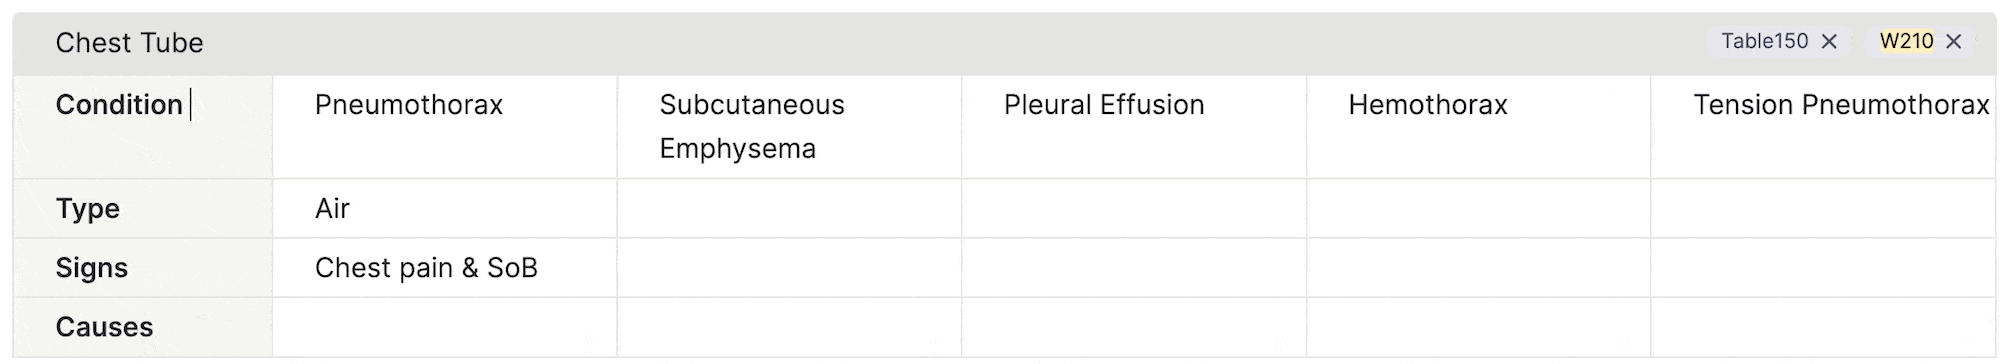 Chest Tube Table150 × W210 ×
Condition Pneumothorax Subcutaneous Pleural Effusion Hemothorax Tension Pneumothorax
Emphysema
Type Air
Signs Chest pain & SoB
Causes